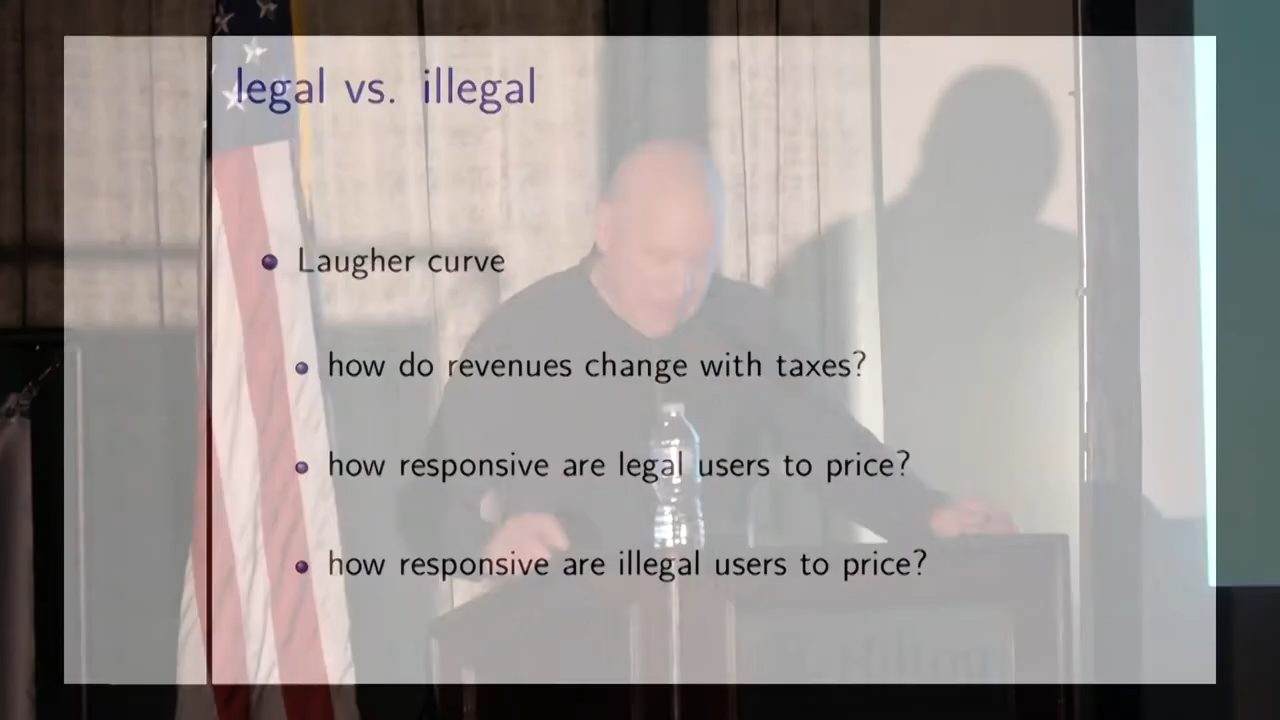 legal vs. illegal
Laugher curve
how do revenues change with taxes?
how responsive are legal users to price?
how responsive are illegal users to price?